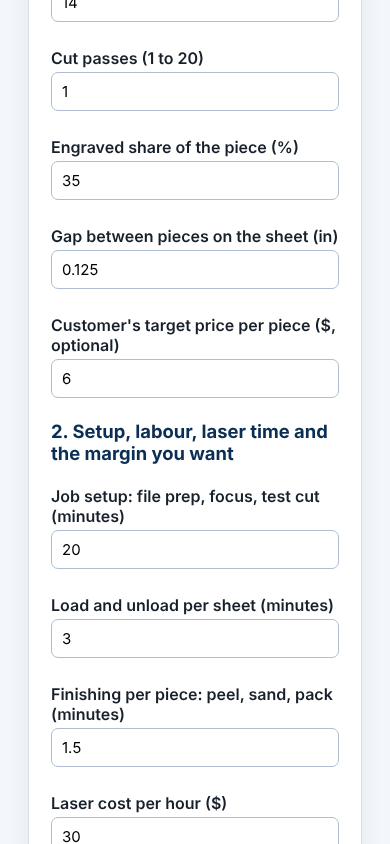 14
Cut passes (1 to 20)
1
Engraved share of the piece (%)
35
Gap between pieces on the sheet (in)
0.125
Customer's target price per piece ($,
optional)
6
2. Setup, labour, laser time and
the margin you want
Job setup: file prep, focus, test cut
(minutes)
20
Load and unload per sheet (minutes)
3
Finishing per piece: peel, sand, pack
(minutes)
1.5
Laser cost per hour ($)
30